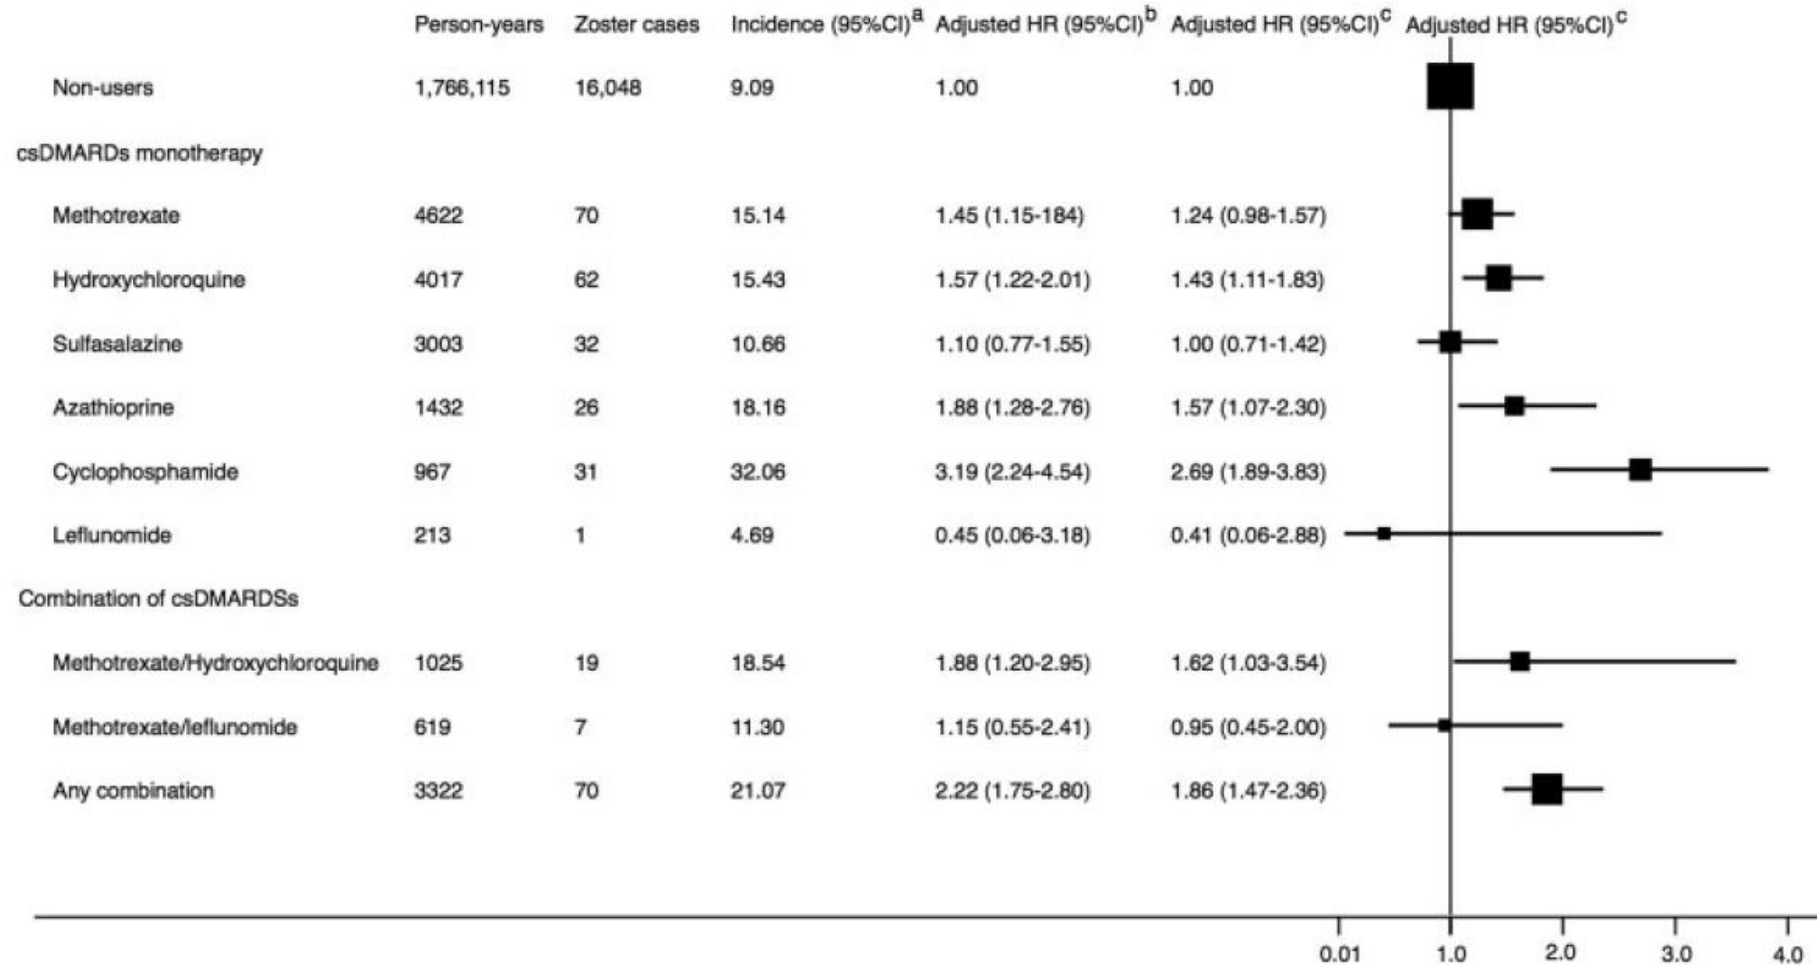 Person-years Zoster cases Incidence (95%CI)a Adjusted HR (95%CI)b Adjusted HR (95%CI)c Adjusted HR (95%CI)c
Non-users 1,766,115 16,048 9.09 1.00 1.00
csDMARDs monotherapy
Methotrexate 4622 70 15.14 1.45 (1.15-184) 1.24 (0.98-1.57)
Hydroxychloroquine 4017 62 15.43 1.57 (1.22-2.01) 1.43 (1.11-1.83)
Sulfasalazine 3003 32 10.66 1.10 (0.77-1.55) 1.00 (0.71-1.42)
Azathioprine 1432 26 18.16 1.88 (1.28-2.76) 1.57 (1.07-2.30)
Cyclophosphamide 967 31 32.06 3.19 (2.24-4.54) 2.69 (1.89-3.83)
Leflunomide 213 1 4.69 0.45 (0.06-3.18) 0.41 (0.06-2.88)
Combination of csDMARDSs
Methotrexate/Hydroxychloroquine 1025 19 18.54 1.88 (1.20-2.95) 1.62 (1.03-3.54)
Methotrexate/leflunomide 619 7 11.30 1.15 (0.55-2.41) 0.95 (0.45-2.00)
Any combination 3322 70 21.07 2.22 (1.75-2.80) 1.86 (1.47-2.36)
0.01 1.0 2.0 3.0 4.0